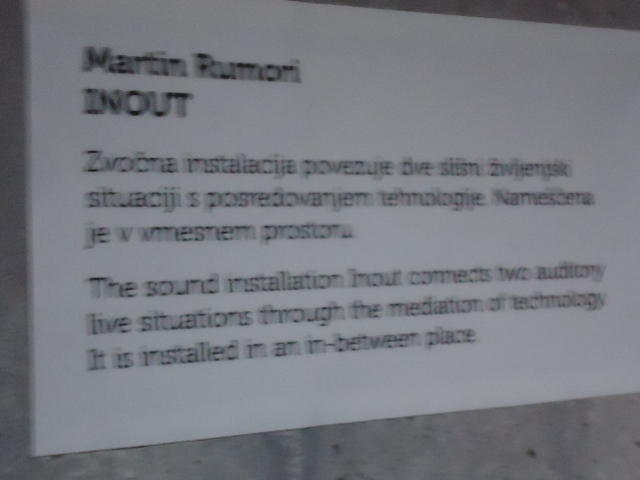 Martin Rumori
INOUT
Zvočna instalacija povezuje dve slišni življenjski
situaciji s posredovanjem tehnologije. Nameščena
je v vmesnem prostoru.
The sound installation Inout connects two auditory
live situations through the mediation of technology.
It is installed in an in-between place.